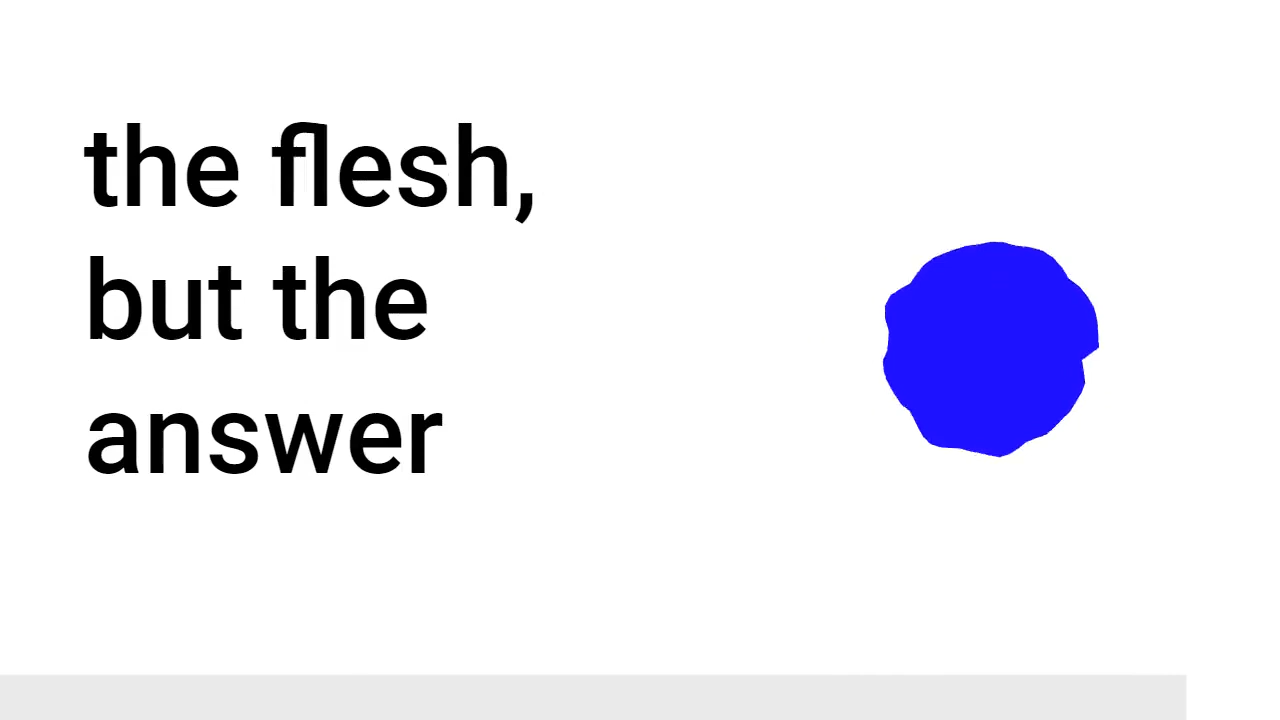 the flesh,
but the
answer